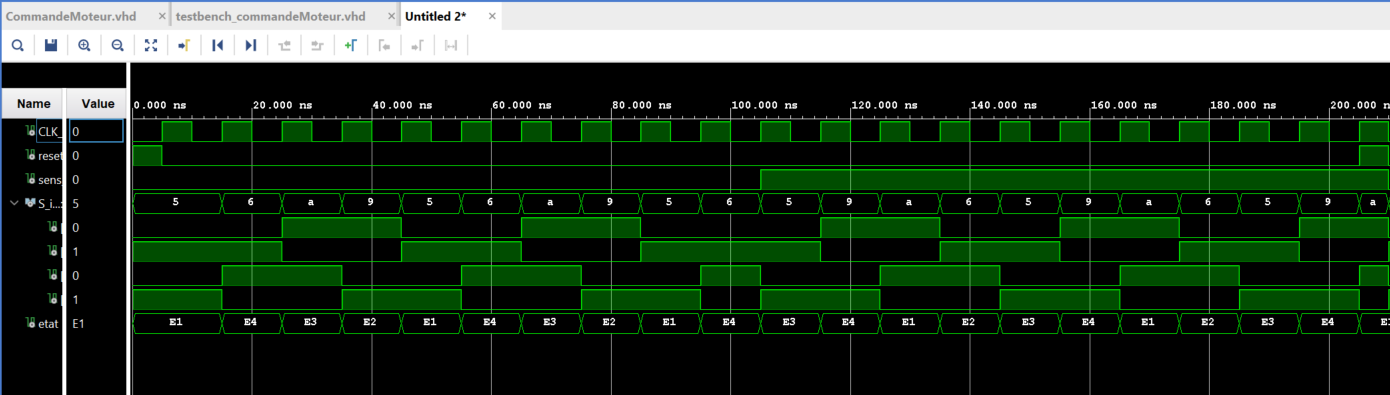 CommandeMoteur.vhd × testbench_commandeMoteur.vhd × Untitled 2* ×
Name Value
0.000 ns 20.000 ns 40.000 ns 60.000 ns 80.000 ns 100.000 ns 120.000 ns 140.000 ns 160.000 ns 180.000 ns 200.000 n
CLK_ 0
reset 0
sens 0
S_i...: 5 5 6 a 9 5 6 a 9 5 6 5 9 a 6 5 9 a 6 5 9 a
0
1
0
1
etat E1 E1 E4 E3 E2 E1 E4 E3 E2 E1 E4 E3 E4 E1 E2 E3 E4 E1 E2 E3 E4